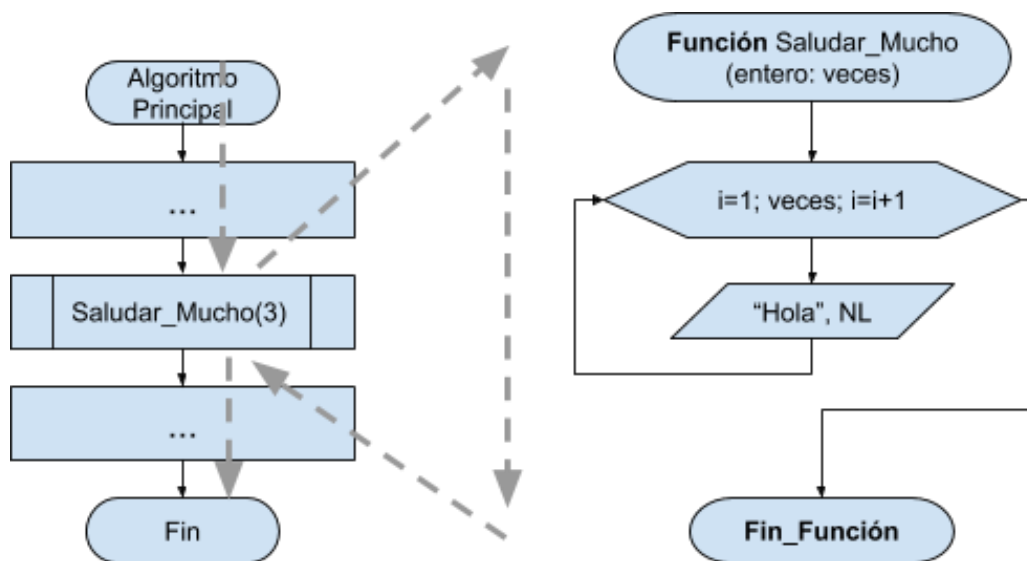 Algoritmo
Principal
...
Saludar_Mucho(3)
...
Fin
Función Saludar_Mucho
(entero: veces)
i=1; veces; i=i+1
“Hola”, NL
Fin_Función